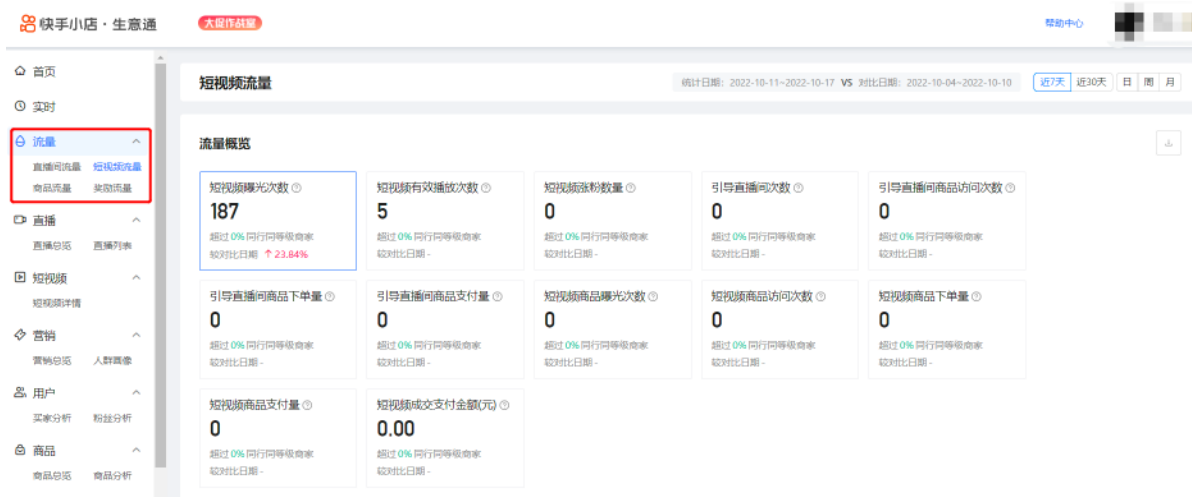 快手小店·生意通
大促作战室
帮助中心
首页
实时
流量
直播间流量 短视频流量
商品流量 奖励流量
直播
直播总览 直播列表
短视频
短视频详情
营销
营销总览 人群画像
用户
买家分析 粉丝分析
商品
商品总览 商品分析
短视频流量
统计日期: 2022-10-11~2022-10-17 VS 对比日期: 2022-10-04~2022-10-10
近7天 近30天 日 周 月
流量概览
短视频曝光次数
187
超过 0% 同行同等级商家
较对比日期 ↑ 23.84%
短视频有效播放次数
5
超过 0% 同行同等级商家
较对比日期 -
短视频涨粉数量
0
超过 0% 同行同等级商家
较对比日期 -
引导直播间次数
0
超过 0% 同行同等级商家
较对比日期 -
引导直播间商品访问次数
0
超过 0% 同行同等级商家
较对比日期 -
引导直播间商品下单量
0
超过 0% 同行同等级商家
较对比日期 -
引导直播间商品支付量
0
超过 0% 同行同等级商家
较对比日期 -
短视频商品曝光次数
0
超过 0% 同行同等级商家
较对比日期 -
短视频商品访问次数
0
超过 0% 同行同等级商家
较对比日期 -
短视频商品下单量
0
超过 0% 同行同等级商家
较对比日期 -
短视频商品支付量
0
超过 0% 同行同等级商家
较对比日期 -
短视频成交支付金额(元)
0.00
超过 0% 同行同等级商家
较对比日期 -